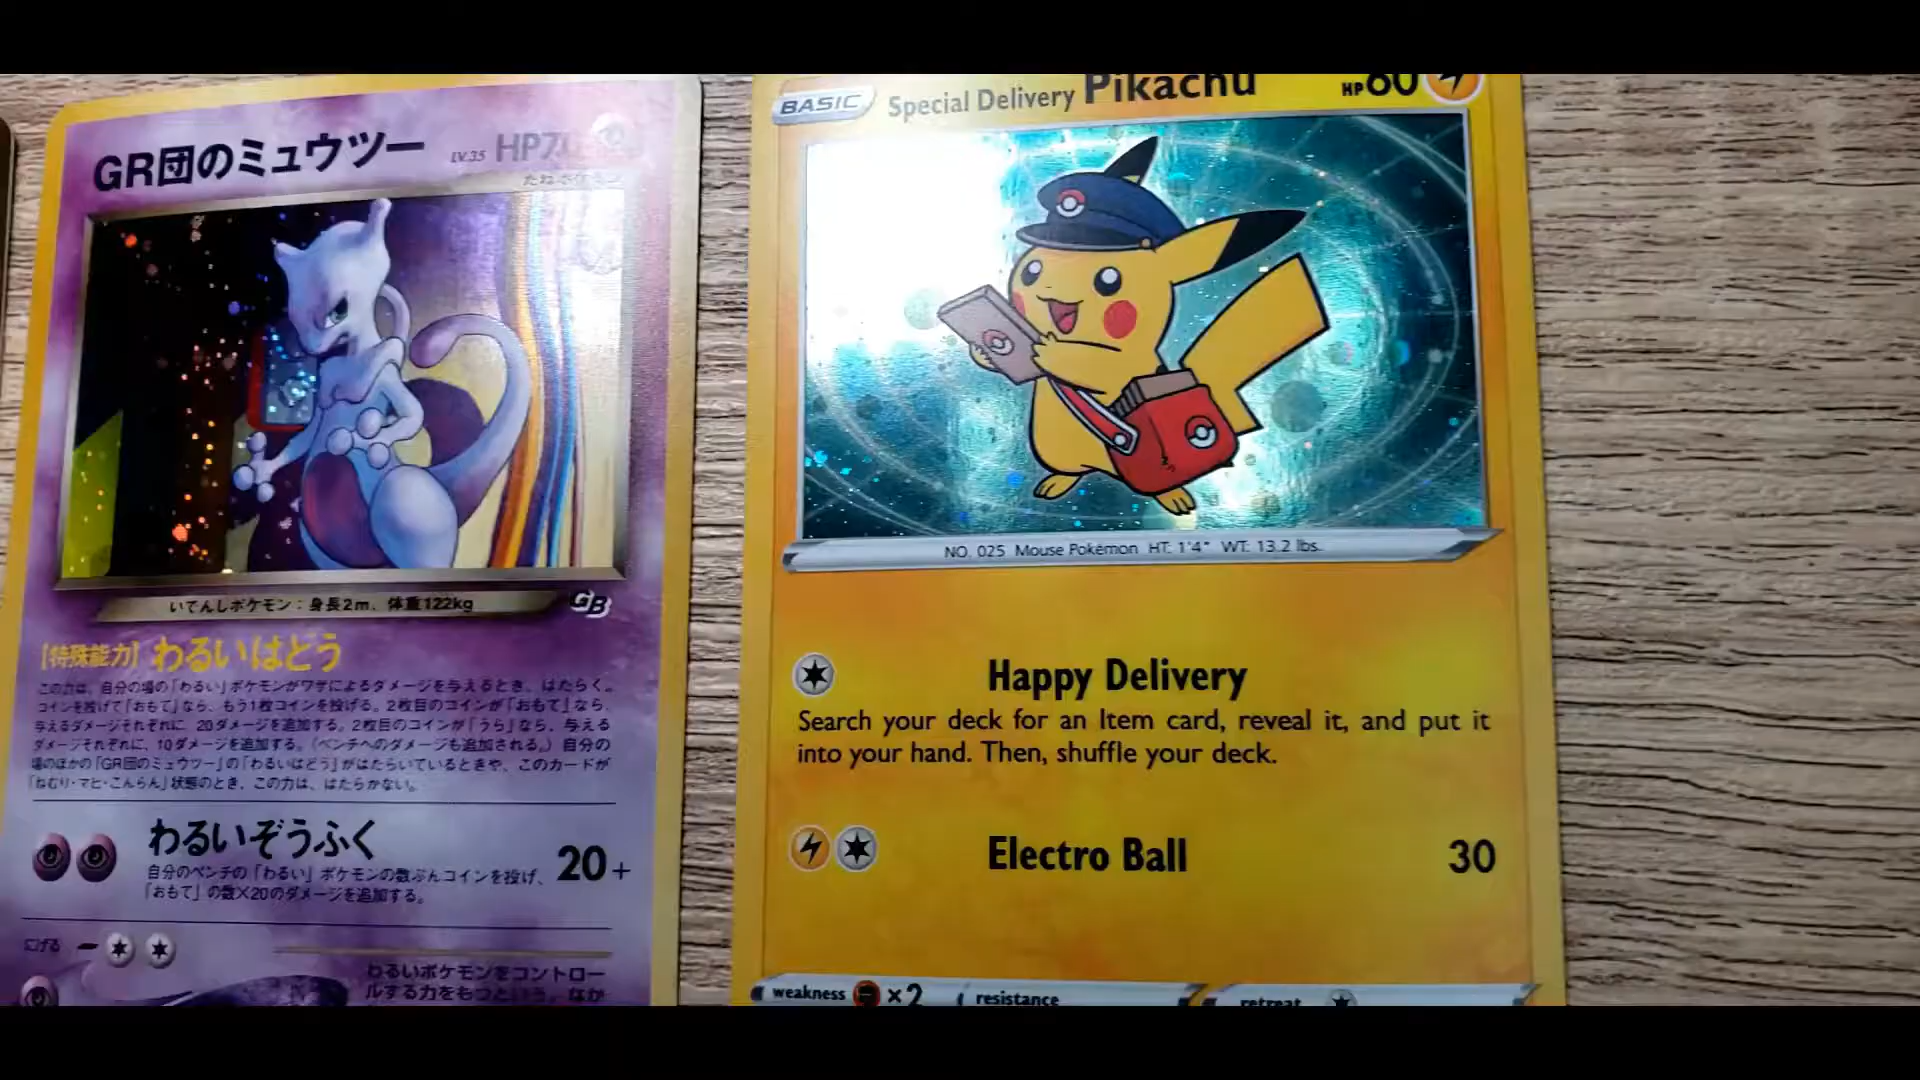 GR団のミュウツー LV.35 HP70
たねポケモン
いでんしポケモン：身長2m、体重122kg
GB
【特殊能力】わるいはどう
この力は、自分の場の「わるい」ポケモンがワザによるダメージを与えるとき、はたらく。
コインを投げて「おもて」なら、もう1枚コインを投げる。2枚目のコインが「おもて」なら、
与えるダメージそれぞれに、20ダメージを追加する。2枚目のコインが「うら」なら、与える
ダメージそれぞれに、10ダメージを追加する。（ベンチへのダメージも追加される。）自分の
場のほかの「GR団のミュウツー」の「わるいはどう」がはたらいているときや、このカードが
「ねむり・マヒ・こんらん」状態のとき、この力は、はたらかない。
わるいぞうふく 20+
自分のベンチの「わるい」ポケモンの数ぶんコインを投げ、
「おもて」の数×20のダメージを追加する。
にげる
わるいポケモンをコントロー
ルする力をもつという。なか
BASIC Special Delivery Pikachu HP60
NO. 025 Mouse Pokémon HT: 1'4" WT: 13.2 lbs.
Happy Delivery
Search your deck for an Item card, reveal it, and put it
into your hand. Then, shuffle your deck.
Electro Ball 30
weakness ×2 resistance retreat